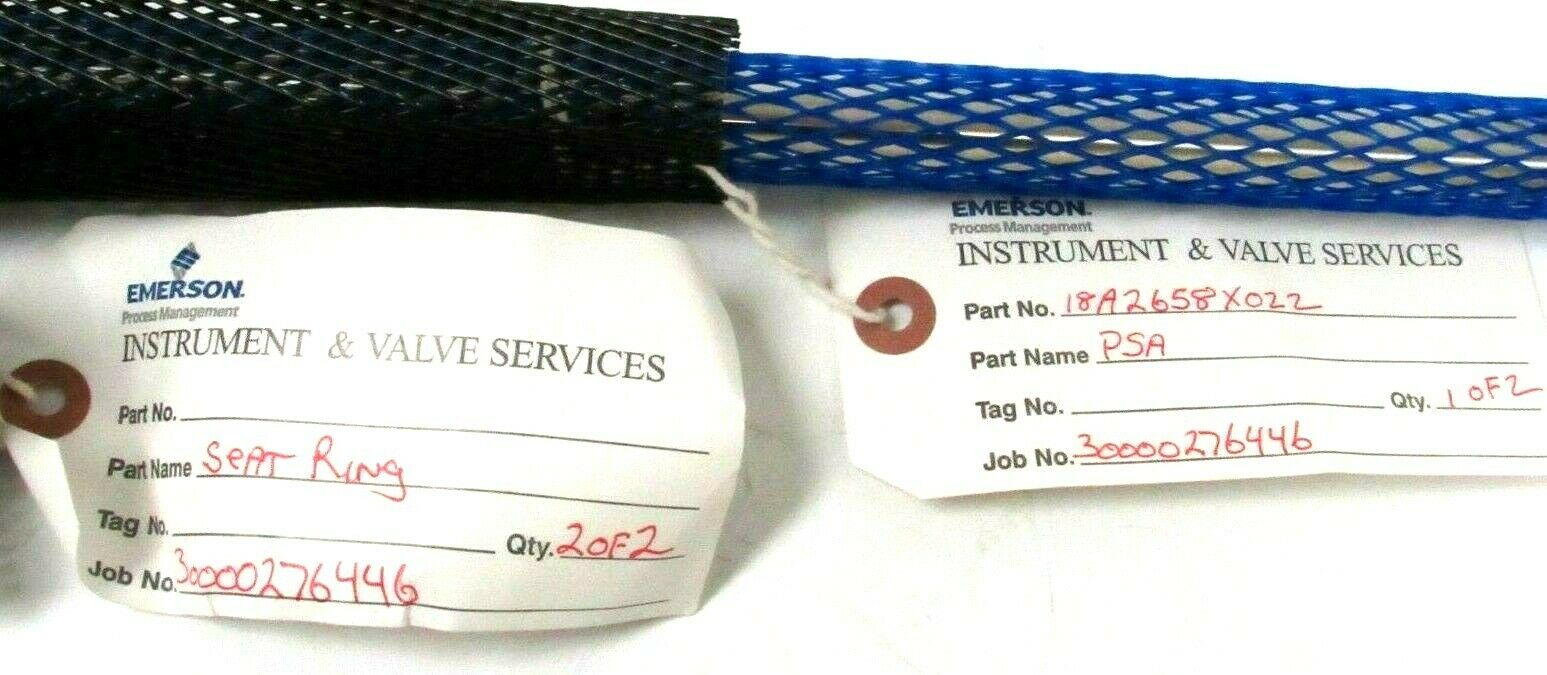 EMERSON.
Process Management
INSTRUMENT & VALVE SERVICES
Part No.
Part Name Seat Ring
Tag No. Qty. 2 OF 2
Job No. 30000276446
EMERSON.
Process Management
INSTRUMENT & VALVE SERVICES
Part No. 18A2658X022
Part Name PSA
Tag No. Qty. 1 OF 2
Job No. 30000276446